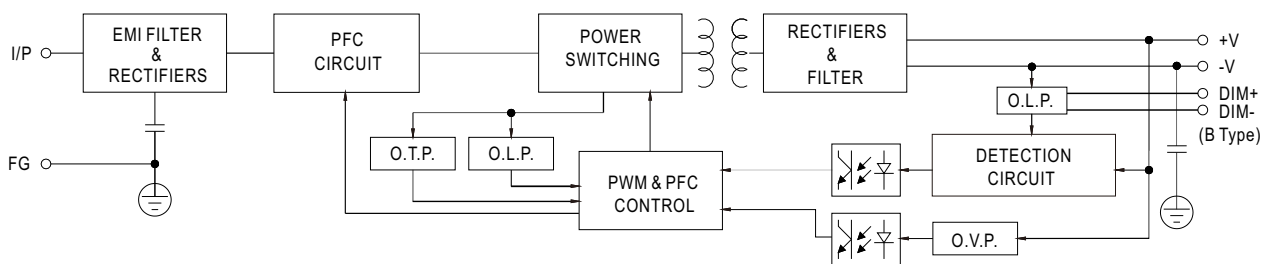 I/P
EMI FILTER
&
RECTIFIERS
PFC
CIRCUIT
POWER
SWITCHING
RECTIFIERS
&
FILTER
+V
-V
DIM+
DIM-
(B Type)
O.L.P.
FG
O.T.P.
O.L.P.
PWM & PFC
CONTROL
DETECTION
CIRCUIT
O.V.P.